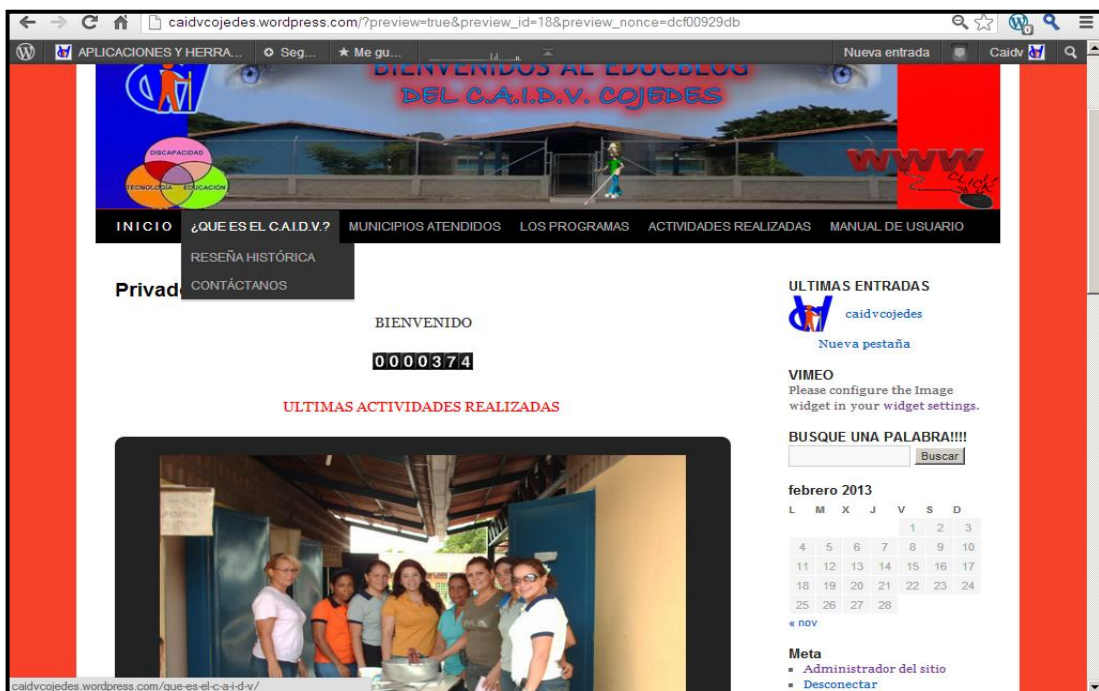 caidvcojedes.wordpress.com/?preview=true&preview_id=18&preview_nonce=dcf00929db
APLICACIONES Y HERRA... Seg... Me gu... Nueva entrada Caidv
BIENVENIDOS AL EDUCBLOG
DEL C.A.I.D.V. COJEDES
DISCAPACIDAD
TECNOLOGÍA EDUCACIÓN
WWW
CLICK!!
INICIO ¿QUE ES EL C.A.I.D.V.? MUNICIPIOS ATENDIDOS LOS PROGRAMAS ACTIVIDADES REALIZADAS MANUAL DE USUARIO
RESEÑA HISTÓRICA
CONTÁCTANOS
Privad
BIENVENIDO
0000374
ULTIMAS ACTIVIDADES REALIZADAS
ULTIMAS ENTRADAS
caidvcojedes
Nueva pestaña
VIMEO
Please configure the Image
widget in your widget settings.
BUSQUE UNA PALABRA!!!!
Buscar
febrero 2013
L M X J V S D
1 2 3
4 5 6 7 8 9 10
11 12 13 14 15 16 17
18 19 20 21 22 23 24
25 26 27 28
« nov
Meta
Administrador del sitio
Desconectar
caidvcojedes.wordpress.com/que-es-el-c-a-i-d-v/